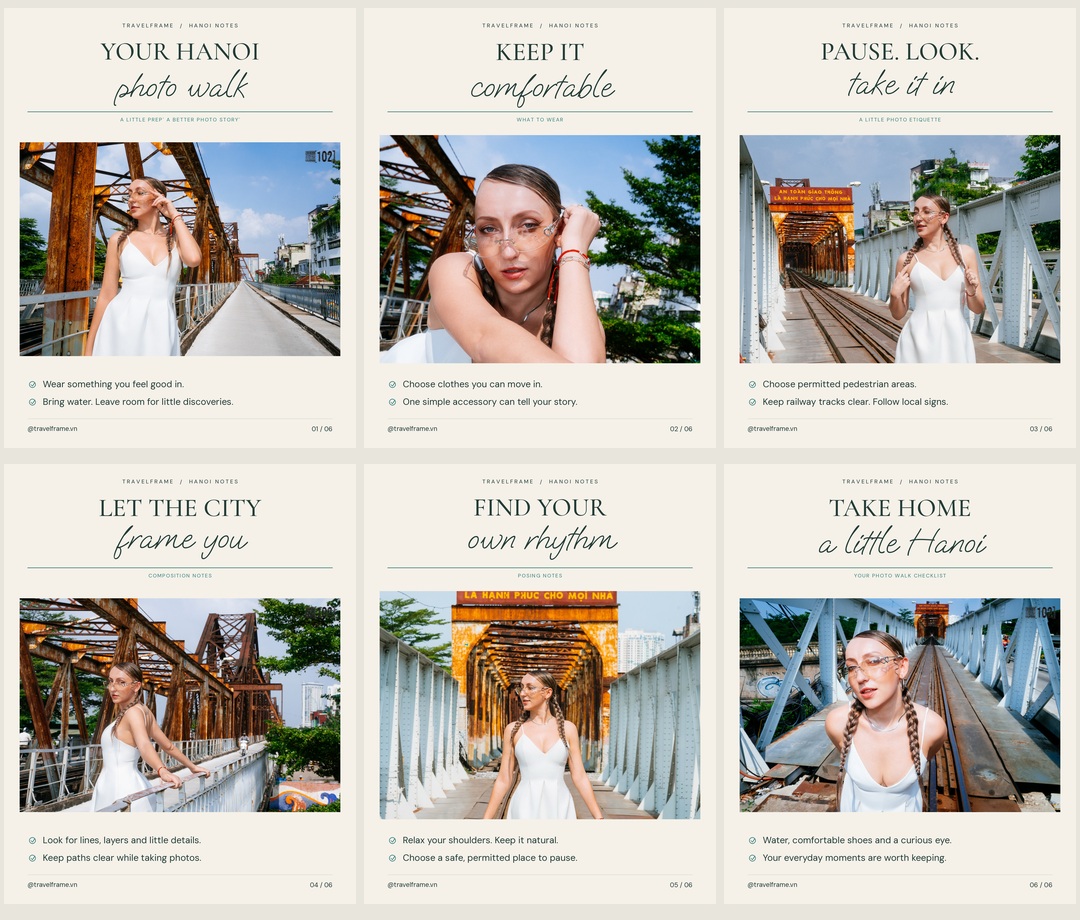 TRAVELFRAME / HANOI NOTES
YOUR HANOI
photo walk
A LITTLE PREP' A BETTER PHOTO STORY'
[102]
Wear something you feel good in.
Bring water. Leave room for little discoveries.
@travelframe.vn
01 / 06
TRAVELFRAME / HANOI NOTES
KEEP IT
comfortable
WHAT TO WEAR
Choose clothes you can move in.
One simple accessory can tell your story.
@travelframe.vn
02 / 06
TRAVELFRAME / HANOI NOTES
PAUSE. LOOK.
take it in
A LITTLE PHOTO ETIQUETTE
AN TOÀN GIAO THÔNG
LÀ HẠNH PHÚC CHO MỌI NHÀ
Choose permitted pedestrian areas.
Keep railway tracks clear. Follow local signs.
@travelframe.vn
03 / 06
TRAVELFRAME / HANOI NOTES
LET THE CITY
frame you
COMPOSITION NOTES
Look for lines, layers and little details.
Keep paths clear while taking photos.
@travelframe.vn
04 / 06
TRAVELFRAME / HANOI NOTES
FIND YOUR
own rhythm
POSING NOTES
LÀ HẠNH PHÚC CHO MỌI NHÀ
Relax your shoulders. Keep it natural.
Choose a safe, permitted place to pause.
@travelframe.vn
05 / 06
TRAVELFRAME / HANOI NOTES
TAKE HOME
a little Hanoi
YOUR PHOTO WALK CHECKLIST
[102]
Water, comfortable shoes and a curious eye.
Your everyday moments are worth keeping.
@travelframe.vn
06 / 06